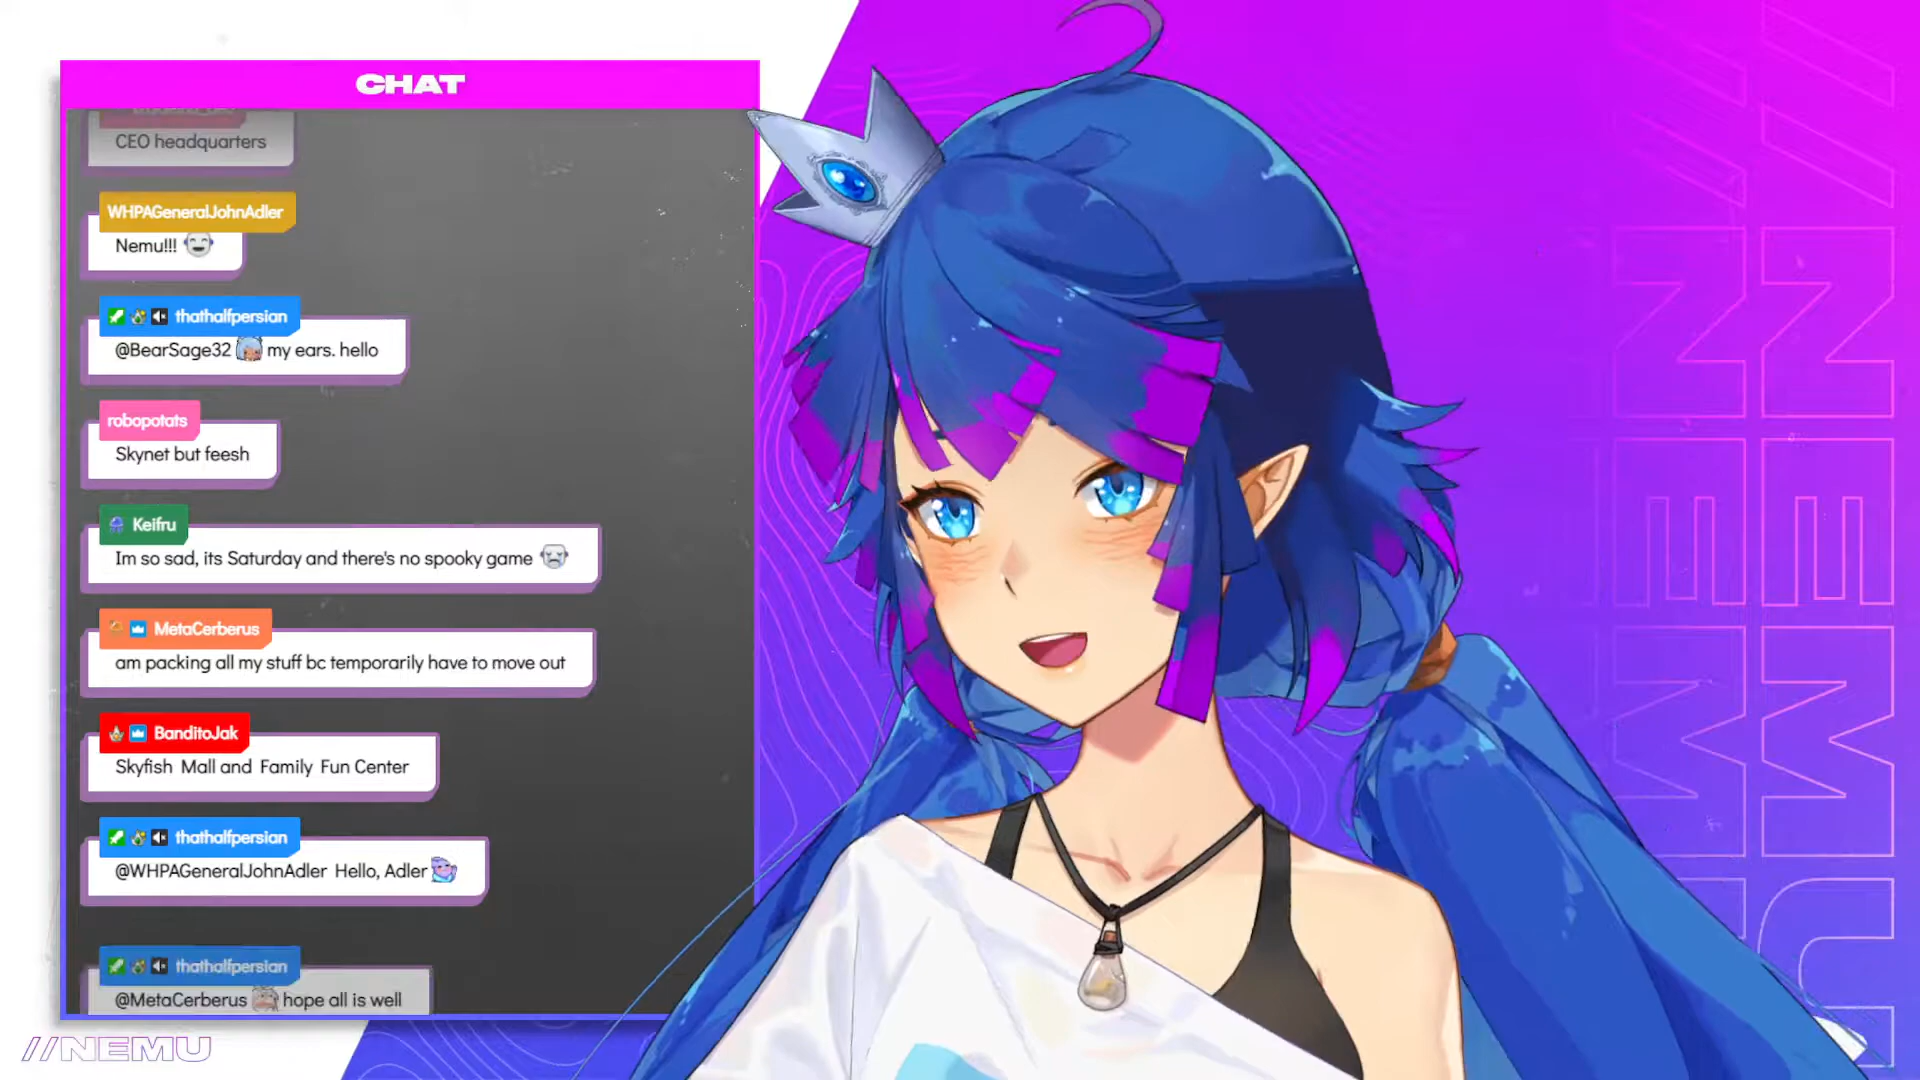 CHAT
CEO headquarters
WHPAGeneralJohnAdler
Nemu!!!
thathalfpersian
@BearSage32 my ears. hello
robopotats
Skynet but feesh
Keifru
Im so sad, its Saturday and there's no spooky game
MetaCerberus
am packing all my stuff bc temporarily have to move out
BanditoJak
Skyfish Mall and Family Fun Center
thathalfpersian
@WHPAGeneralJohnAdler Hello, Adler
thathalfpersian
@MetaCerberus hope all is well
//NEMU
//NEMU
//NEMU